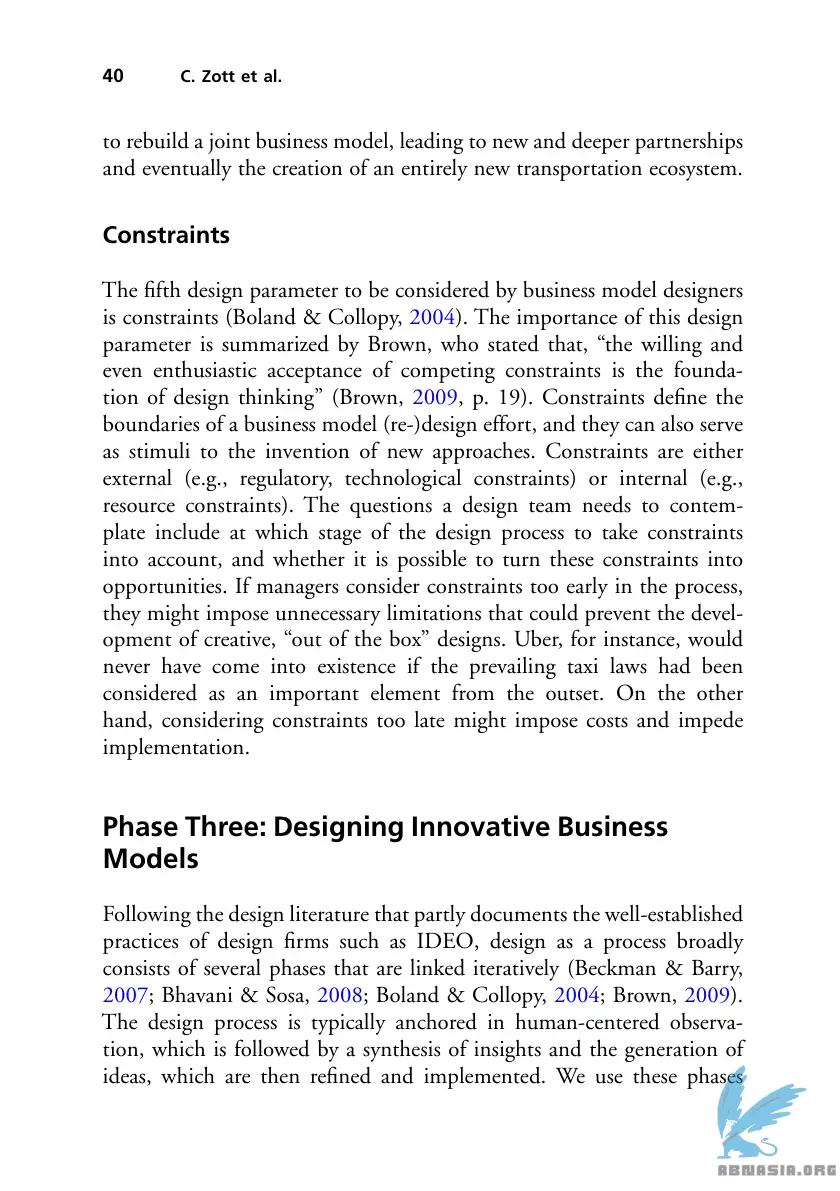 40 C. Zott et al.
to rebuild a joint business model, leading to new and deeper partnerships
and eventually the creation of an entirely new transportation ecosystem.
Constraints
The fifth design parameter to be considered by business model designers
is constraints (Boland & Collopy, 2004). The importance of this design
parameter is summarized by Brown, who stated that, “the willing and
even enthusiastic acceptance of competing constraints is the founda-
tion of design thinking” (Brown, 2009, p. 19). Constraints define the
boundaries of a business model (re-)design effort, and they can also serve
as stimuli to the invention of new approaches. Constraints are either
external (e.g., regulatory, technological constraints) or internal (e.g.,
resource constraints). The questions a design team needs to contem-
plate include at which stage of the design process to take constraints
into account, and whether it is possible to turn these constraints into
opportunities. If managers consider constraints too early in the process,
they might impose unnecessary limitations that could prevent the devel-
opment of creative, “out of the box” designs. Uber, for instance, would
never have come into existence if the prevailing taxi laws had been
considered as an important element from the outset. On the other
hand, considering constraints too late might impose costs and impede
implementation.
Phase Three: Designing Innovative Business
Models
Following the design literature that partly documents the well-established
practices of design firms such as IDEO, design as a process broadly
consists of several phases that are linked iteratively (Beckman & Barry,
2007; Bhavani & Sosa, 2008; Boland & Collopy, 2004; Brown, 2009).
The design process is typically anchored in human-centered observa-
tion, which is followed by a synthesis of insights and the generation of
ideas, which are then refined and implemented. We use these phases
ABNASIA.ORG